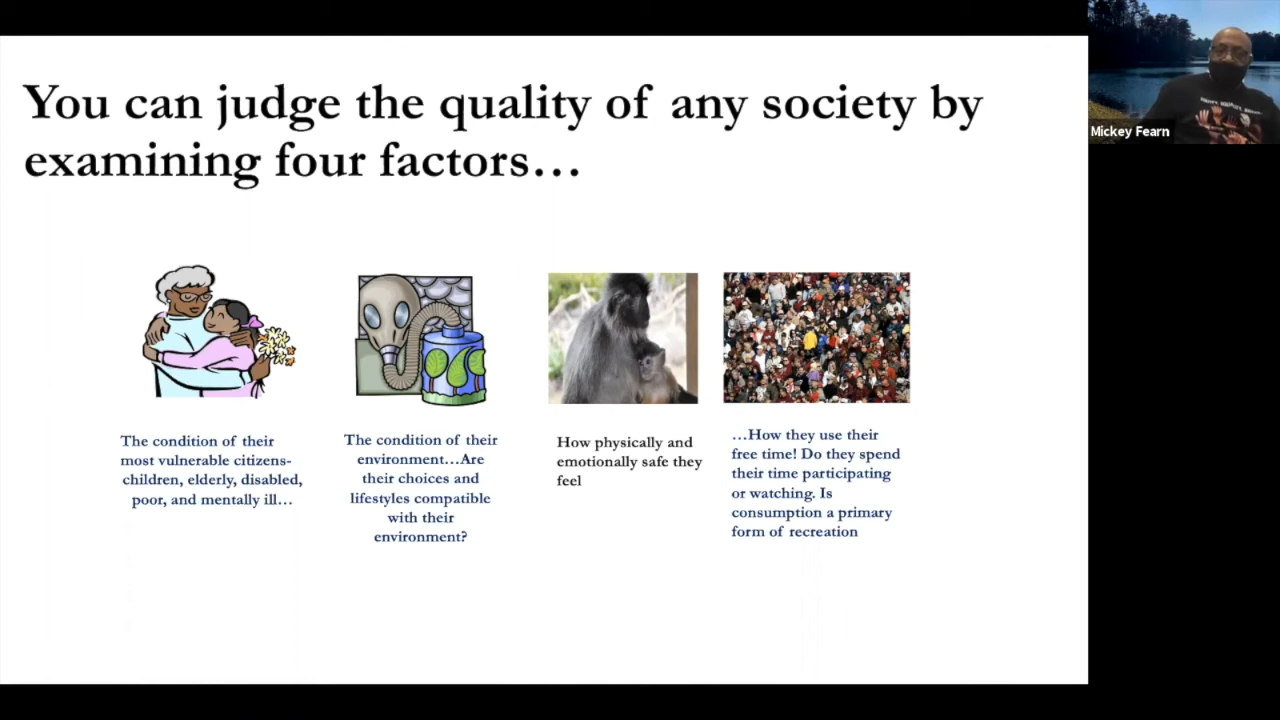 You can judge the quality of any society by
examining four factors…
The condition of their
most vulnerable citizens-
children, elderly, disabled,
poor, and mentally ill…
The condition of their
environment…Are
their choices and
lifestyles compatible
with their
environment?
How physically and
emotionally safe they
feel
…How they use their
free time! Do they spend
their time participating
or watching. Is
consumption a primary
form of recreation
Mickey Fearn